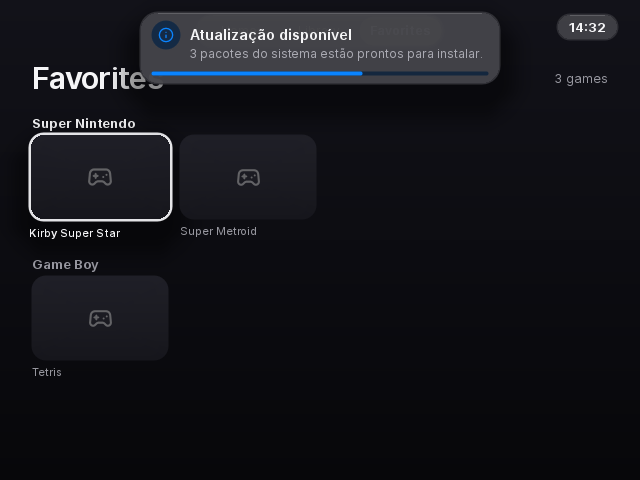 Atualização disponível
3 pacotes do sistema estão prontos para instalar.
14:32
Favorites
3 games
Super Nintendo
Kirby Super Star
Super Metroid
Game Boy
Tetris